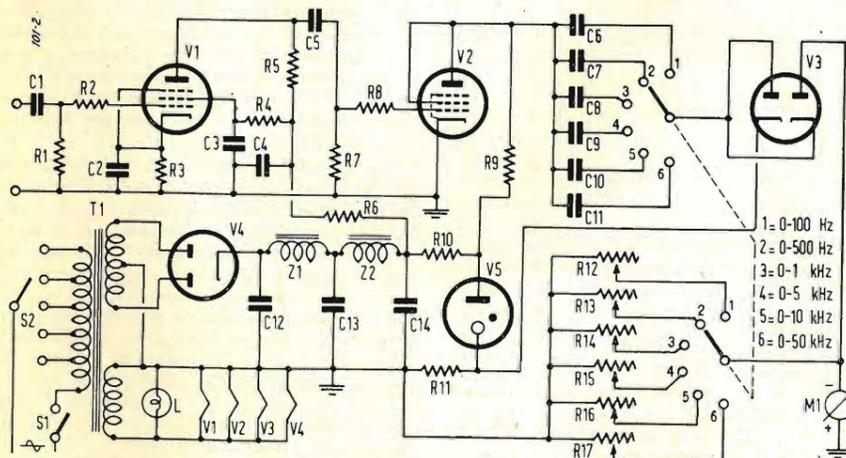 101-2
C1
R2
V1
R5
C5
R8
V2
R1
C2
R3
C3
R4
C4
R7
R9
C6
C7
C8
C9
C10
C11
1
2
3
4
5
6
V3
T1
S2
S1
V4
R6
Z1
Z2
R10
V5
C12
C13
C14
R11
L
V1
V2
V3
V4
R12
R13
R14
R15
R16
R17
1
2
3
4
5
6
1 = 0-100 Hz
2 = 0-500 Hz
3 = 0-1 kHz
4 = 0-5 kHz
5 = 0-10 kHz
6 = 0-50 kHz
M1
−
+